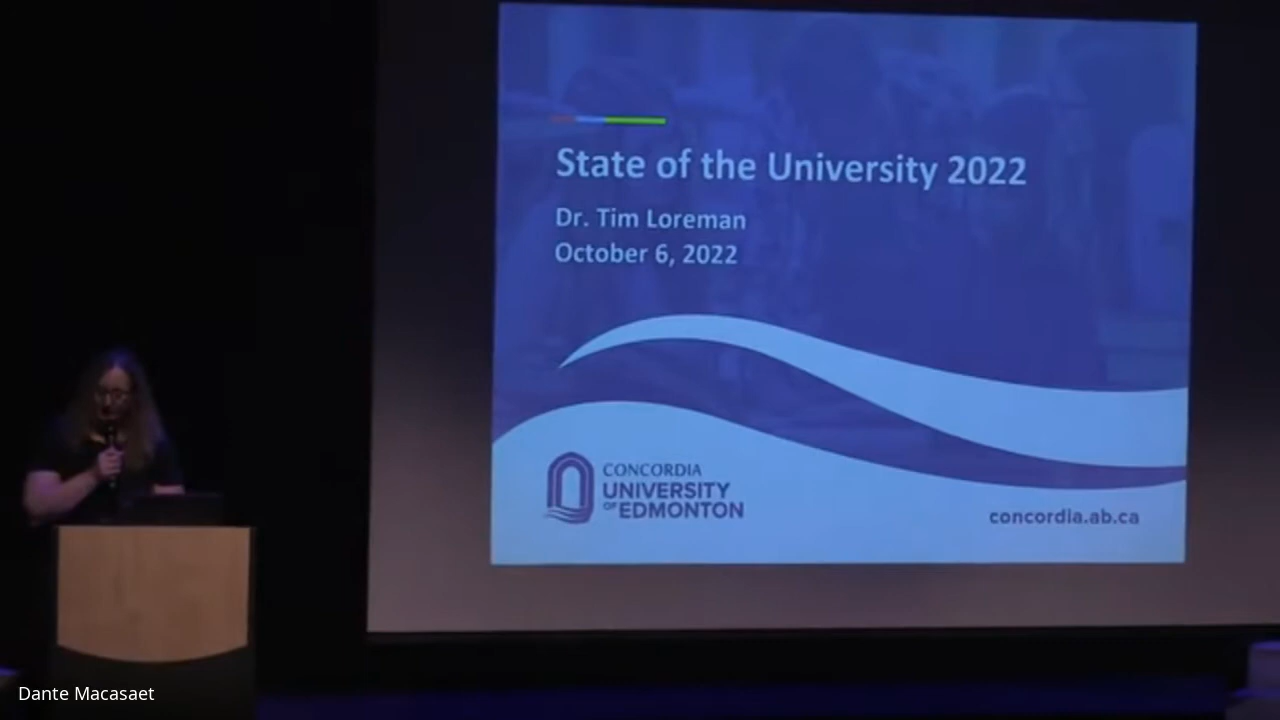 State of the University 2022
Dr. Tim Loreman
October 6, 2022
CONCORDIA
UNIVERSITY
OF EDMONTON
concordia.ab.ca
Dante Macasaet